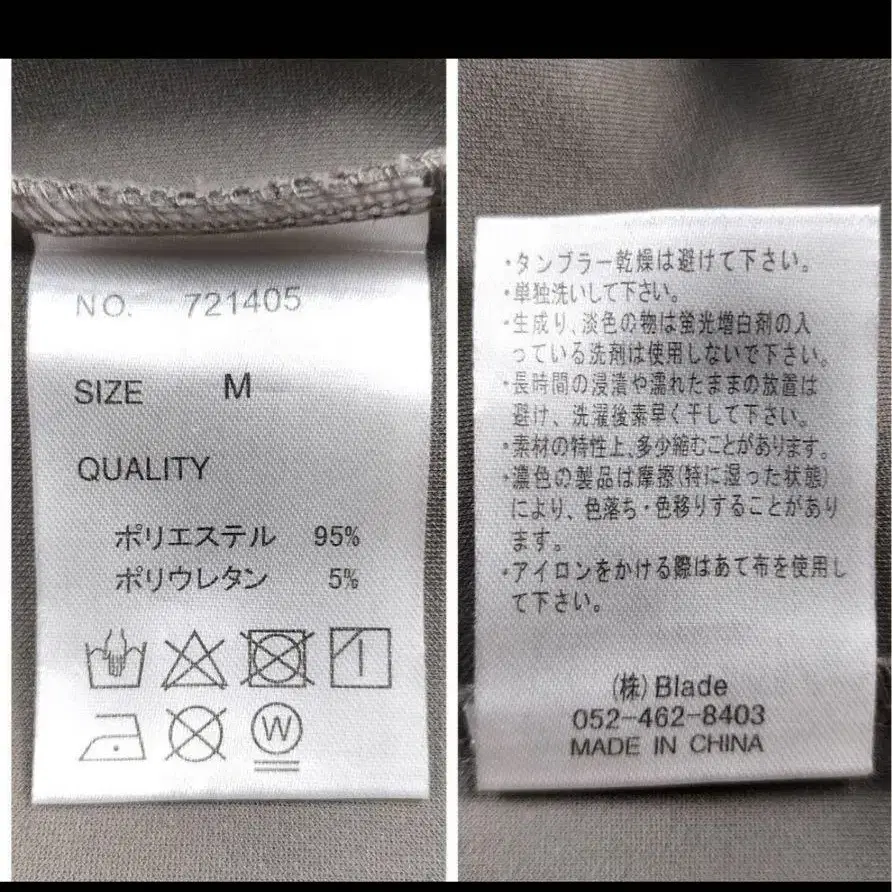 NO. 721405
SIZE M
QUALITY
ポリエステル 95%
ポリウレタン 5%
W
・タンブラー乾燥は避けて下さい。
・単独洗いして下さい。
・生成り、淡色の物は蛍光増白剤の入
っている洗剤は使用しないで下さい。
・長時間の浸漬や濡れたままの放置は
避け、洗濯後素早く干して下さい。
・素材の特性上、多少縮むことがあります。
・濃色の製品は摩擦(特に湿った状態)
により、色落ち・色移りすることがあり
ます。
・アイロンをかける際はあて布を使用し
て下さい。
(株)Blade
052-462-8403
MADE IN CHINA